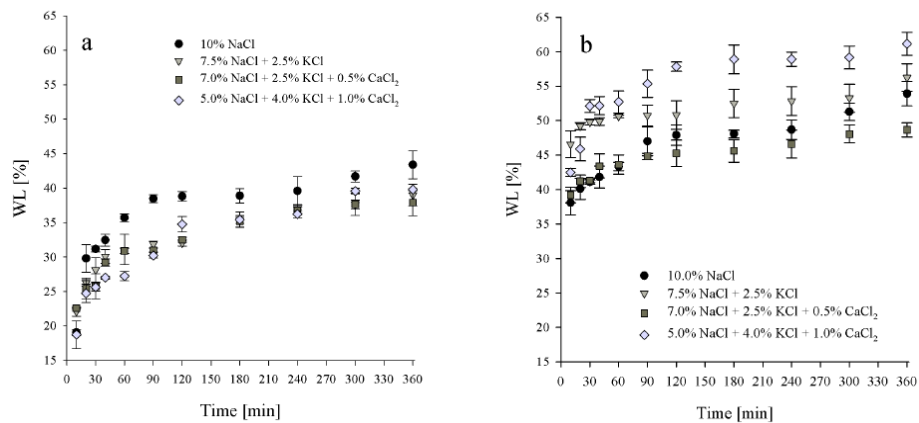 a
10% NaCl
7.5% NaCl + 2.5% KCl
7.0% NaCl + 2.5% KCl + 0.5% CaCl₂
5.0% NaCl + 4.0% KCl + 1.0% CaCl₂
WL [%]
65
60
55
50
45
40
35
30
25
20
15
0 30 60 90 120 150 180 210 240 270 300 330 360
Time [min]
b
WL [%]
65
60
55
50
45
40
35
30
25
20
15
10.0% NaCl
7.5% NaCl + 2.5% KCl
7.0% NaCl + 2.5% KCl + 0.5% CaCl₂
5.0% NaCl + 4.0% KCl + 1.0% CaCl₂
0 30 60 90 120 150 180 210 240 270 300 330 360
Time [min]